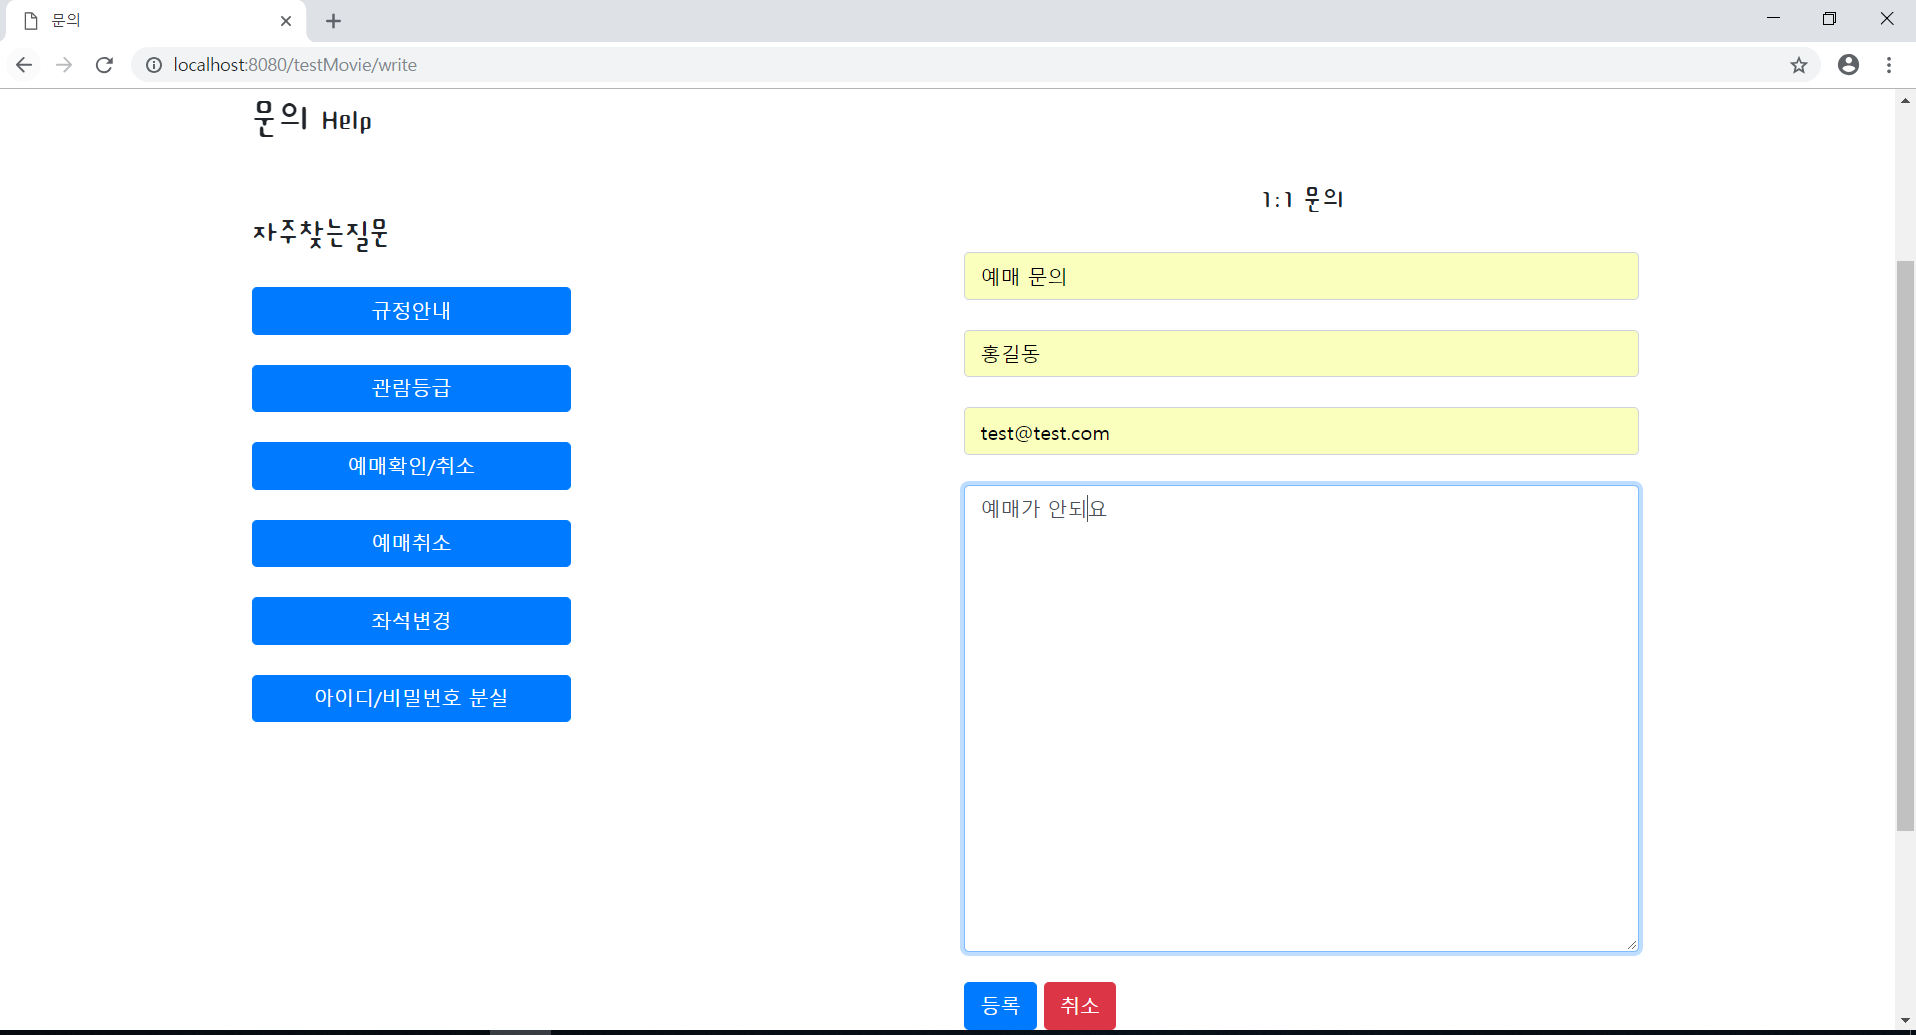 문의
localhost:8080/testMovie/write
문의 Help
자주찾는질문
규정안내
관람등급
예매확인/취소
예매취소
좌석변경
아이디/비밀번호 분실
1:1 문의
예매 문의
홍길동
test@test.com
예매가 안되요
등록 취소